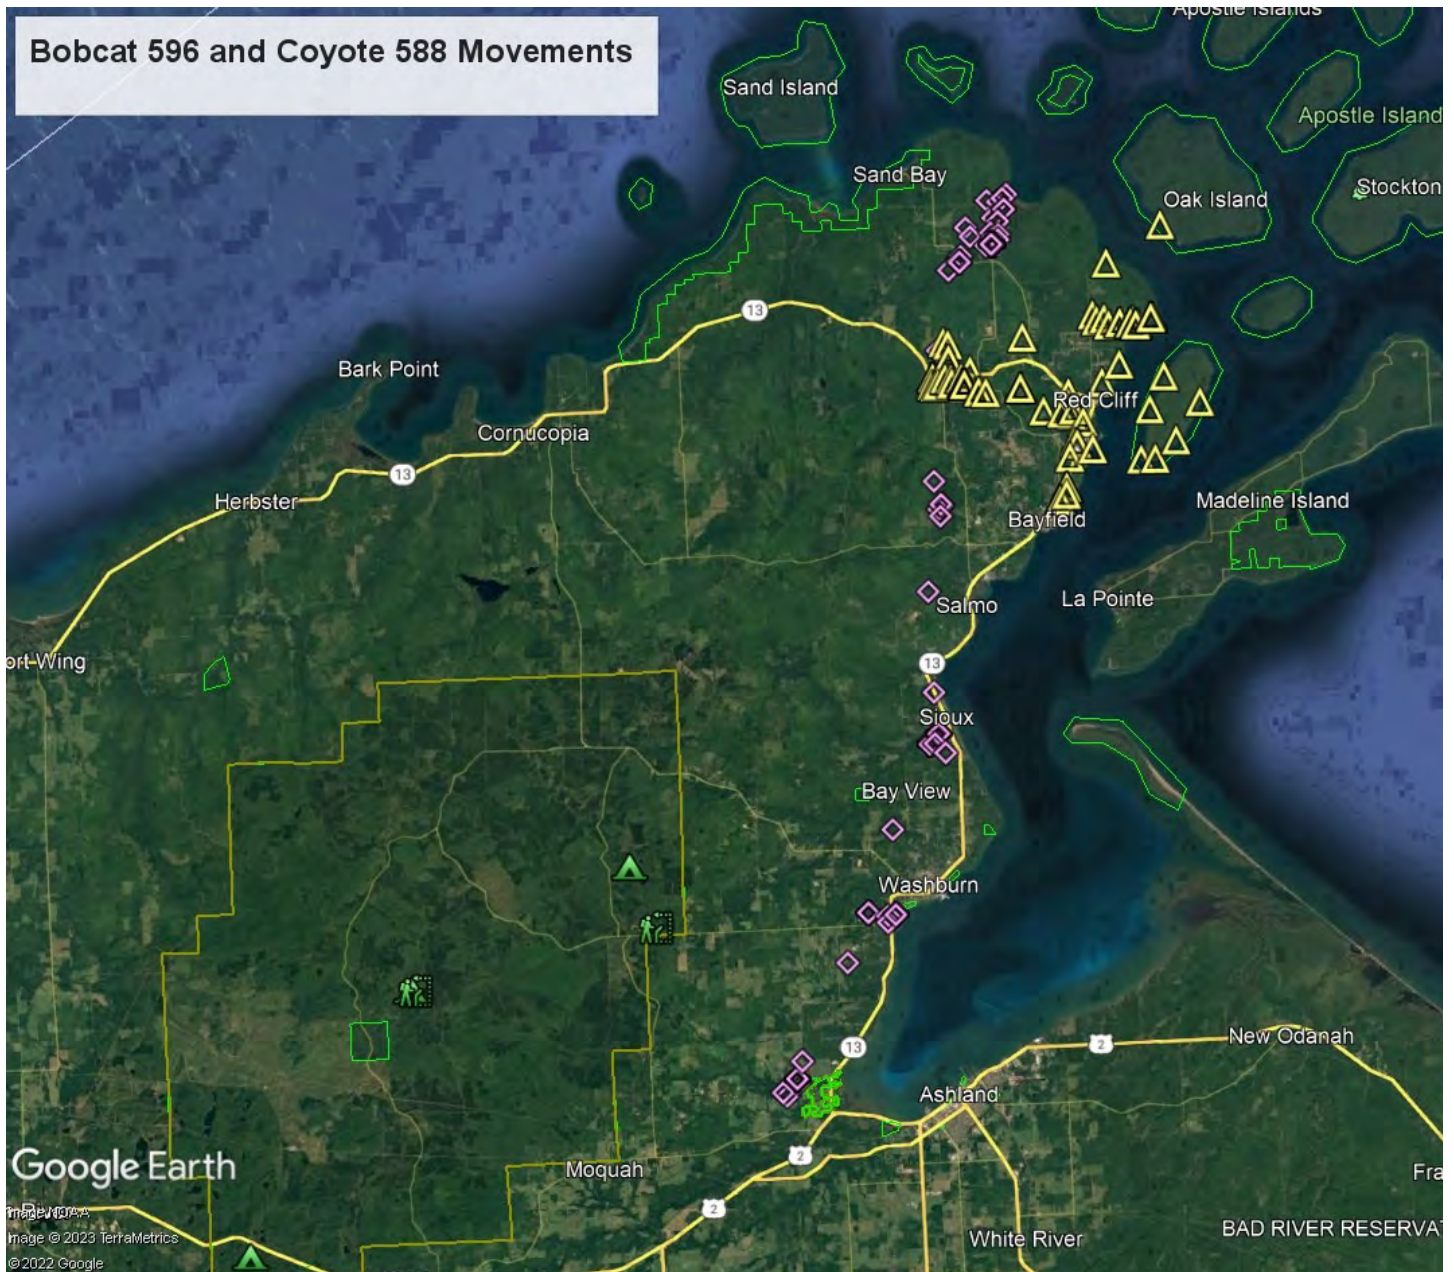 Bobcat 596 and Coyote 588 Movements
Apostle Islands
Sand Island
Apostle Island
Sand Bay
Stockton
Oak Island
13
Bark Point
Red Cliff
Cornucopia
13
Herbster
Madeline Island
Bayfield
La Pointe
Salmo
ort Wing
13
Sioux
Bay View
Washburn
New Odanah
2
13
Ashland
2
Google Earth
Moquah
Fra
2
BAD RIVER RESERVAT
White River
mage © 2023 TerraMetrics
©2022 Google